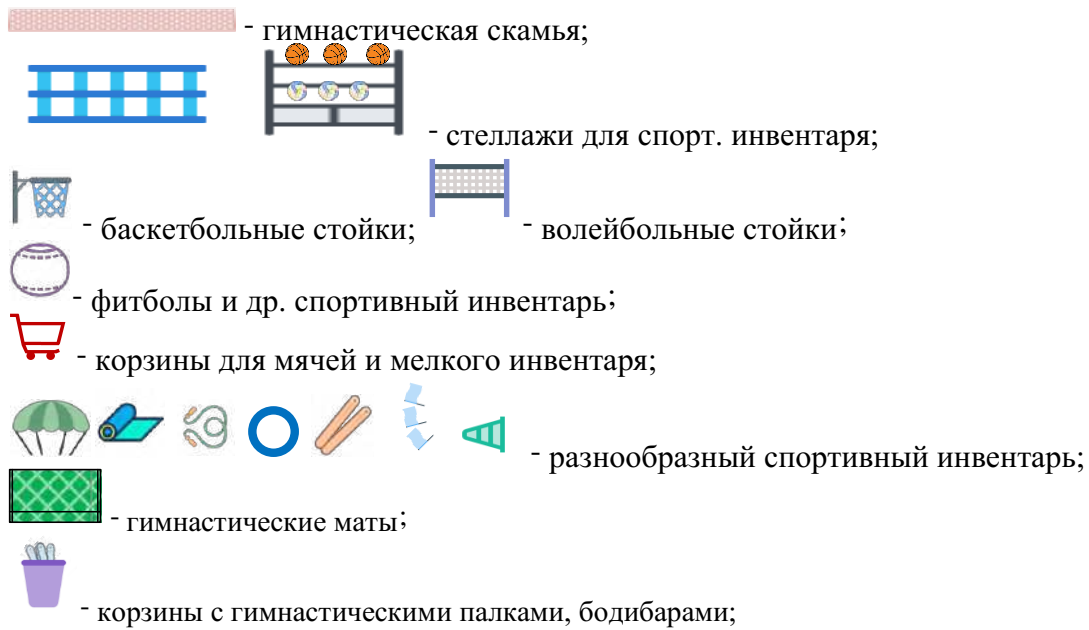 - гимнастическая скамья;
- стеллажи для спорт. инвентаря;
- баскетбольные стойки; - волейбольные стойки;
- фитболы и др. спортивный инвентарь;
- корзины для мячей и мелкого инвентаря;
- разнообразный спортивный инвентарь;
- гимнастические маты;
- корзины с гимнастическими палками, бодибарами;